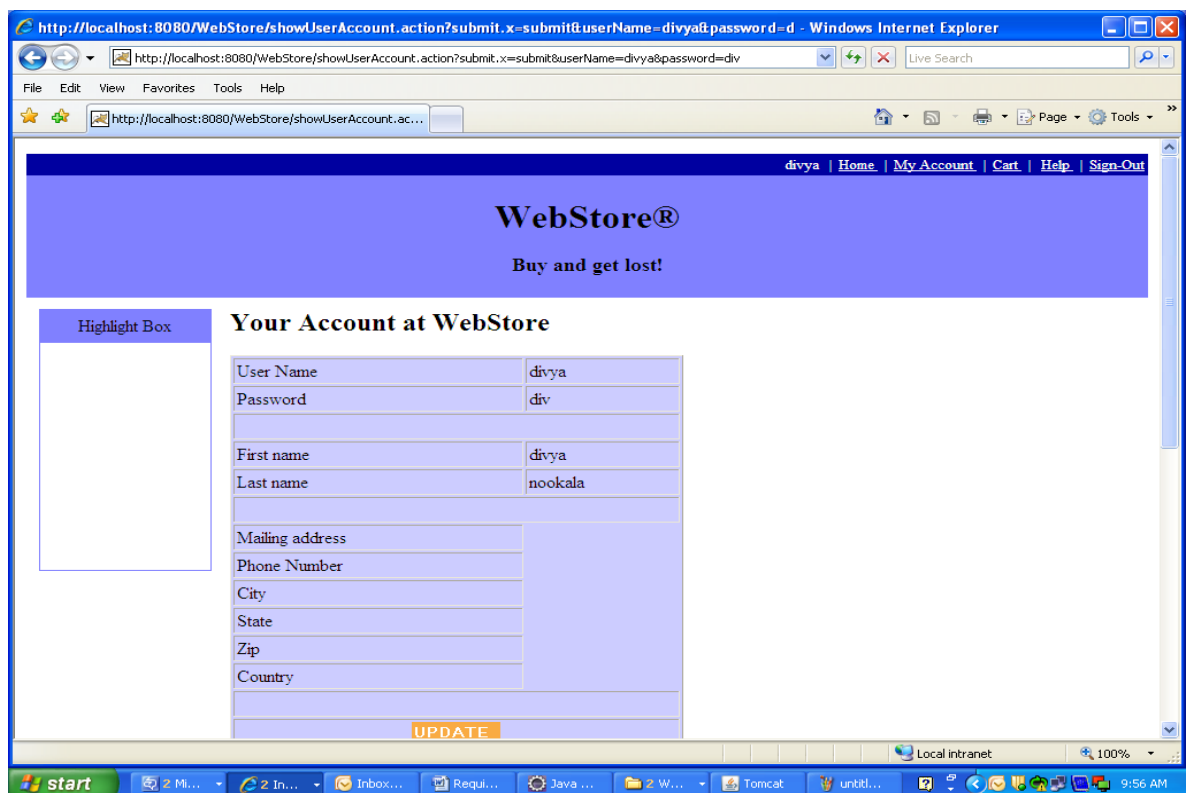 http://localhost:8080/WebStore/showUserAccount.action?submit.x=submit&userName=divya&password=d - Windows Internet Explorer
http://localhost:8080/WebStore/showUserAccount.action?submit.x=submit&userName=divya&password=div
Live Search
File Edit View Favorites Tools Help
http://localhost:8080/WebStore/showUserAccount.ac...
Page Tools »
divya | Home | My Account | Cart | Help | Sign-Out
WebStore®
Buy and get lost!
Highlight Box
Your Account at WebStore
User Name divya
Password div
First name divya
Last name nookala
Mailing address
Phone Number
City
State
Zip
Country
UPDATE
Local intranet 100%
start 2 Mi... 2 In... Inbox... Requi... Java ... 2 W... Tomcat untitl... 9:56 AM